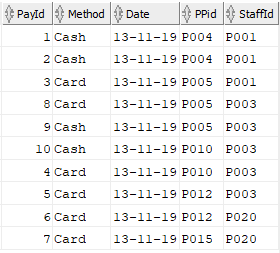 PayId Method Date PPid StaffId
1 Cash 13-11-19 P004 P001
2 Cash 13-11-19 P004 P001
3 Card 13-11-19 P005 P001
8 Card 13-11-19 P005 P003
9 Cash 13-11-19 P005 P003
10 Cash 13-11-19 P010 P003
4 Card 13-11-19 P010 P003
5 Card 13-11-19 P012 P003
6 Card 13-11-19 P012 P020
7 Card 13-11-19 P015 P020